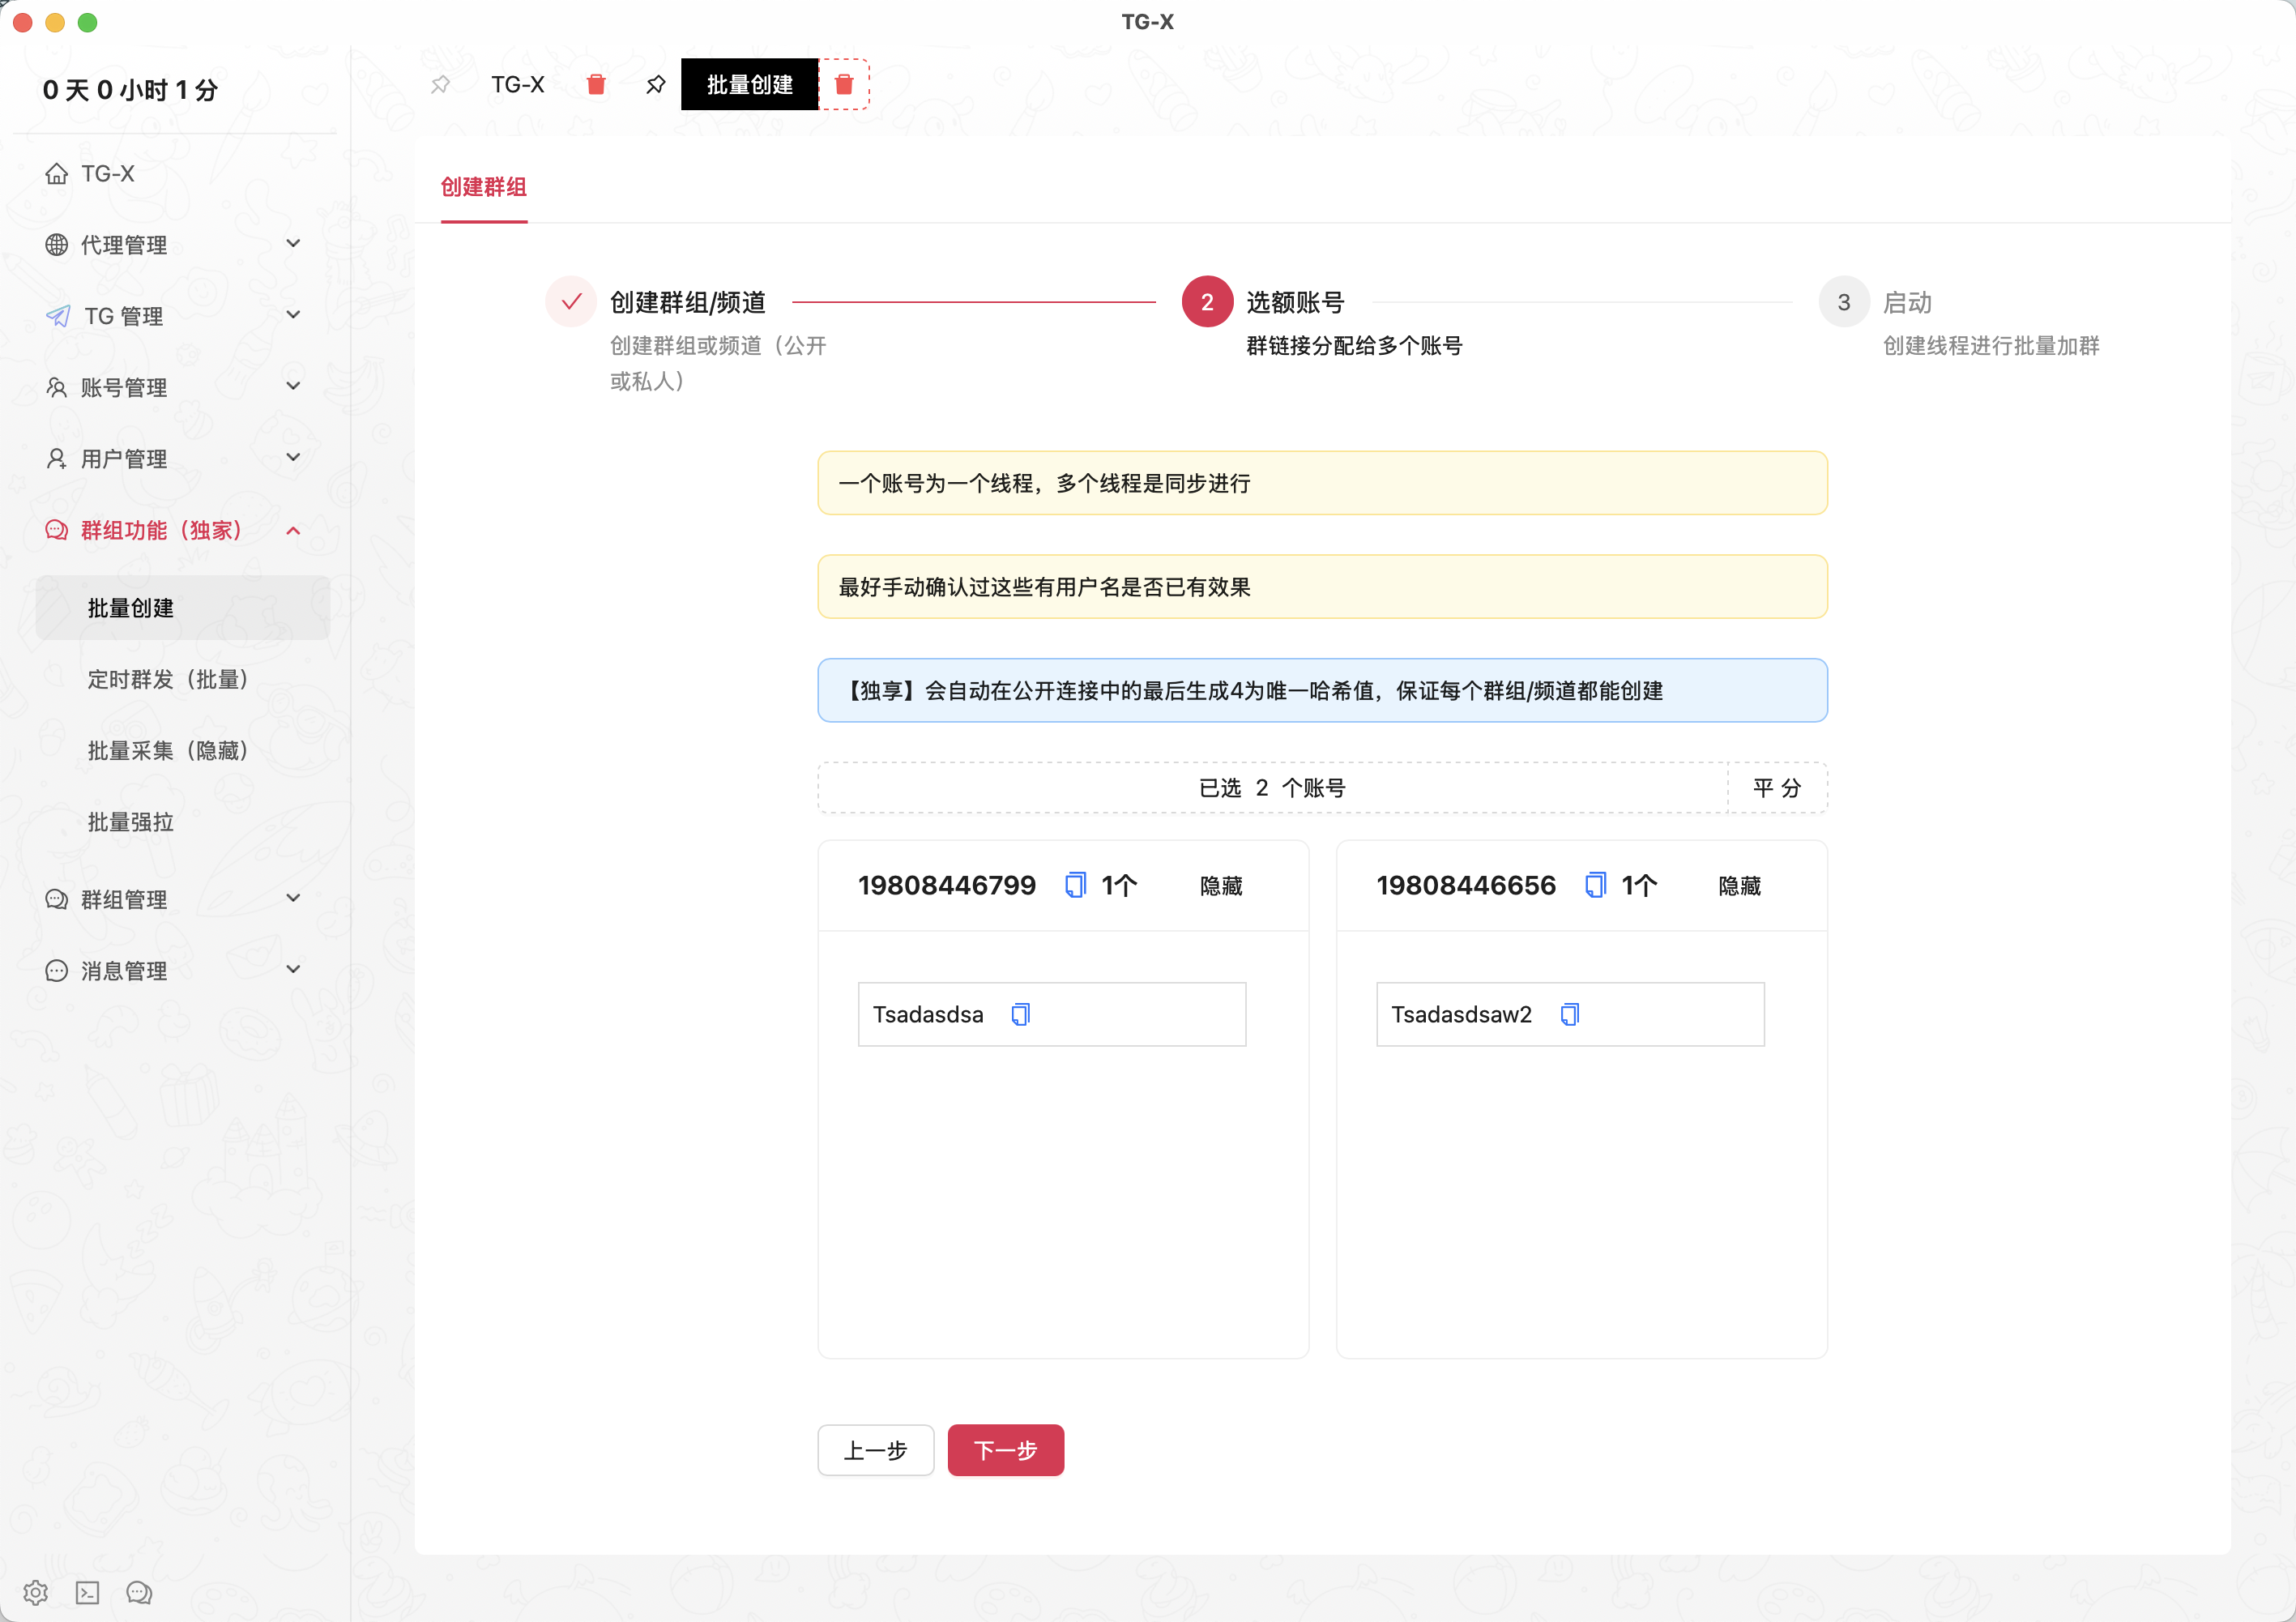 TG-X
0 天 0 小时 1 分
TG-X
代理管理
TG 管理
账号管理
用户管理
群组功能（独家）
批量创建
定时群发（批量）
批量采集（隐藏）
批量强拉
群组管理
消息管理
TG-X
批量创建
创建群组
创建群组/频道
创建群组或频道（公开
或私人）
2
选额账号
群链接分配给多个账号
3
启动
创建线程进行批量加群
一个账号为一个线程，多个线程是同步进行
最好手动确认过这些有用户名是否已有效果
【独享】会自动在公开连接中的最后生成4为唯一哈希值，保证每个群组/频道都能创建
已选 2 个账号
平 分
19808446799 1个 隐藏
Tsadasdsa
19808446656 1个 隐藏
Tsadasdsaw2
上一步
下一步